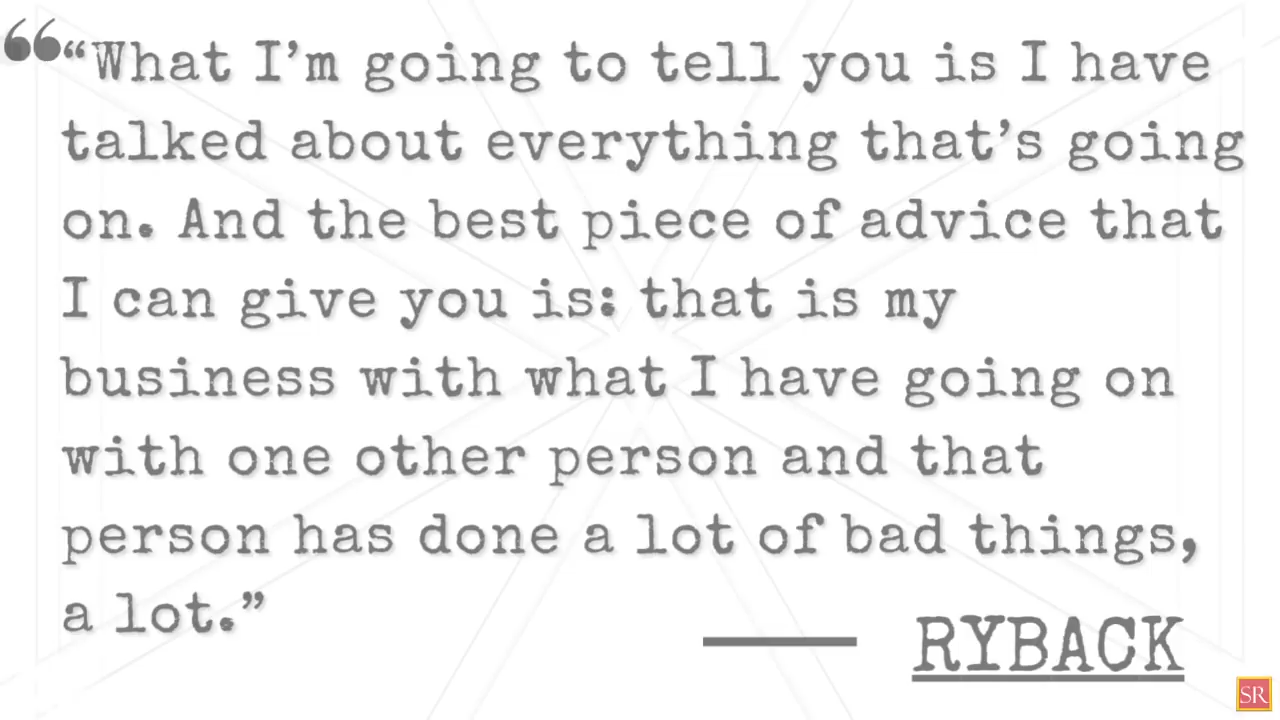 “
“What I’m going to tell you is I have
talked about everything that’s going
on. And the best piece of advice that
I can give you is: that is my
business with what I have going on
with one other person and that
person has done a lot of bad things,
a lot.”
RYBACK
SR